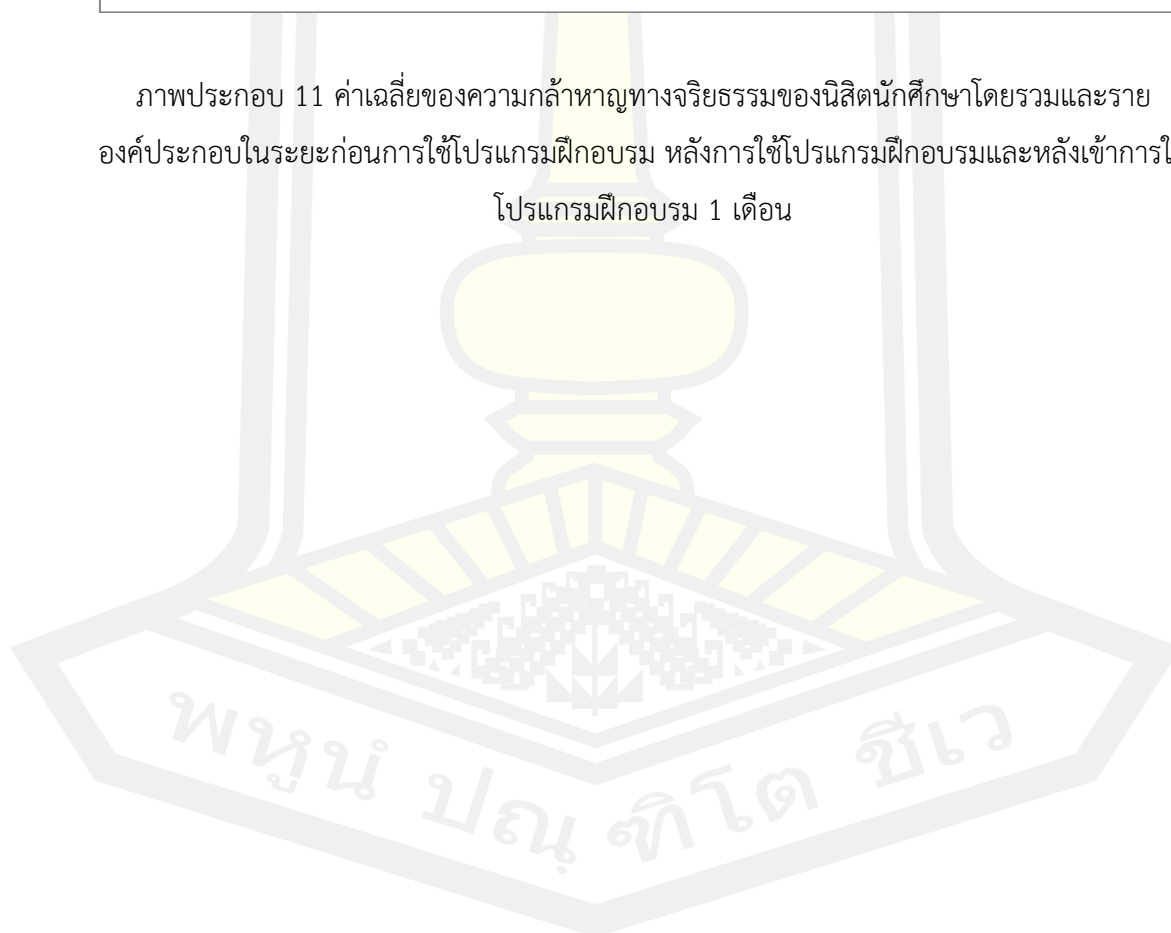 ภาพประกอบ 11 ค่าเฉลี่ยของความกล้าหาญทางจริยธรรมของนิสิตนักศึกษาโดยรวมและราย
องค์ประกอบในระยะก่อนการใช้โปรแกรมฝึกอบรม หลังการใช้โปรแกรมฝึกอบรมและหลังเข้าการใ
โปรแกรมฝึกอบรม 1 เดือน
พหูนํ ปณฺฑิโต ชีเว